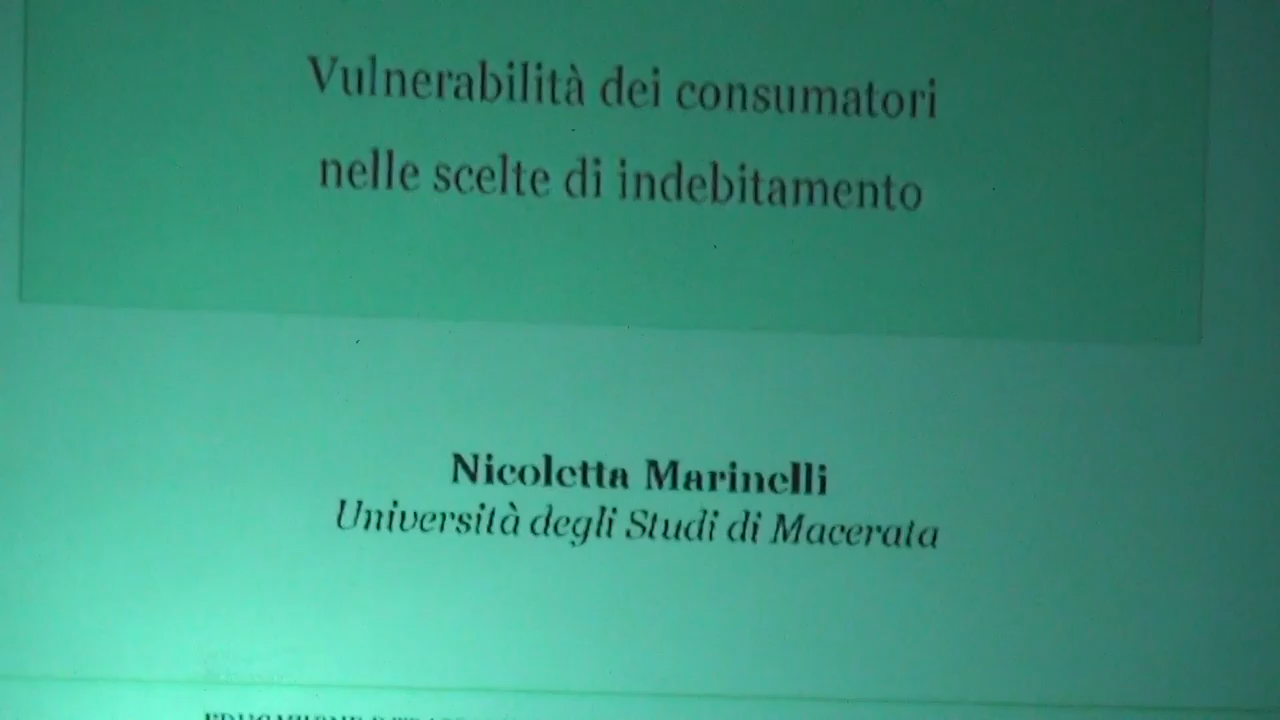 Vulnerabilità dei consumatori
nelle scelte di indebitamento
Nicoletta Marinelli
Università degli Studi di Macerata